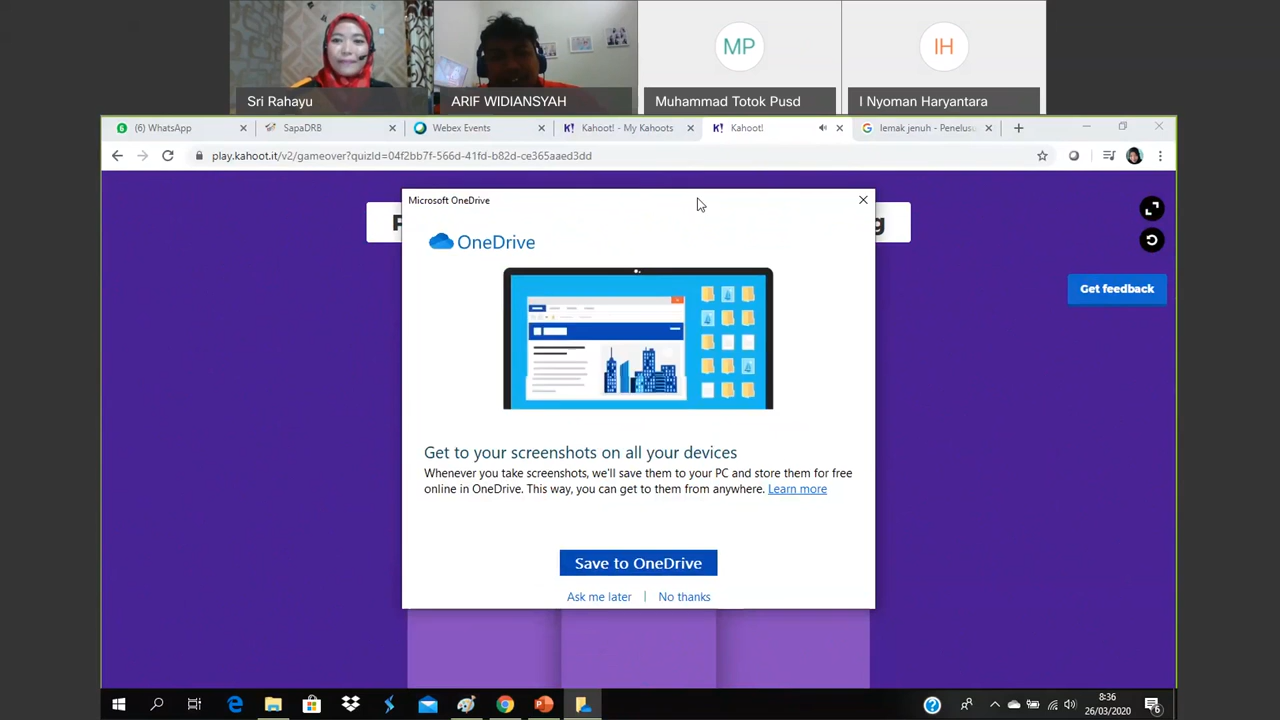 MP
IH
Sri Rahayu
ARIF WIDIANSYAH
Muhammad Totok Pusd
I Nyoman Haryantara
(6) WhatsApp
SapaDRB
Webex Events
Kahoot! - My Kahoots
Kahoot!
lemak jenuh - Penelusu
play.kahoot.it/v2/gameover?quizId=04f2bb7f-566d-41fd-b82d-ce365aaed3dd
Microsoft OneDrive
g
OneDrive
Get feedback
Get to your screenshots on all your devices
Whenever you take screenshots, we'll save them to your PC and store them for free
online in OneDrive. This way, you can get to them from anywhere. Learn more
Save to OneDrive
Ask me later | No thanks
8:36
26/03/2020
6